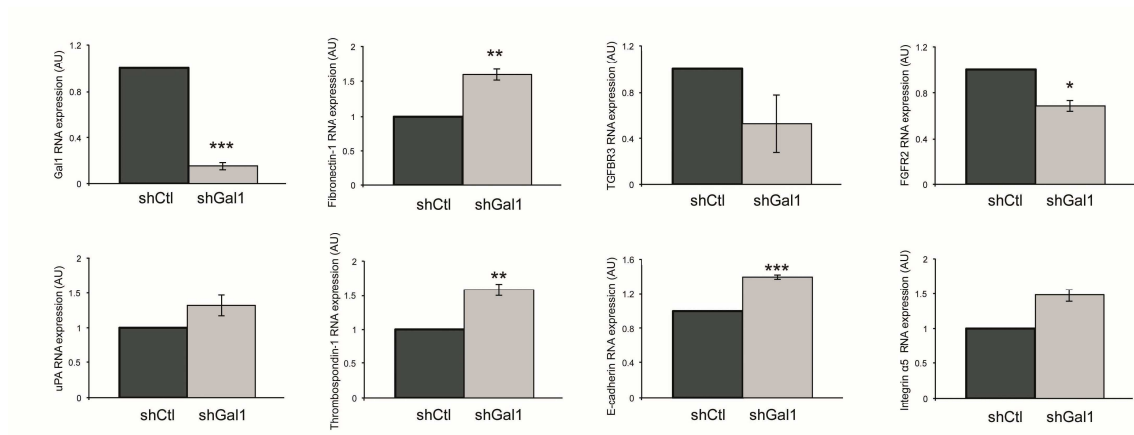 Gal1 RNA expression (AU)
1.2
0.8
0.4
0
***
shCtl shGal1
Fibronectin-1 RNA expression (AU)
2
1.5
1
0.5
0
**
shCtl shGal1
TGFBR3 RNA expression (AU)
1.2
0.8
0.4
0
shCtl shGal1
FGFR2 RNA expression (AU)
1.2
0.8
0.4
0
*
shCtl shGal1
uPA RNA expression (AU)
2
1.5
1
0.5
0
shCtl shGal1
Thrombospondin-1 RNA expression (AU)
2
1.5
1
0.5
0
**
shCtl shGal1
E-cadherin RNA expression (AU)
1.6
1.2
0.8
0.4
0
***
shCtl shGal1
Integrin α5 RNA expression (AU)
2
1.5
1
0.5
0
shCtl shGal1